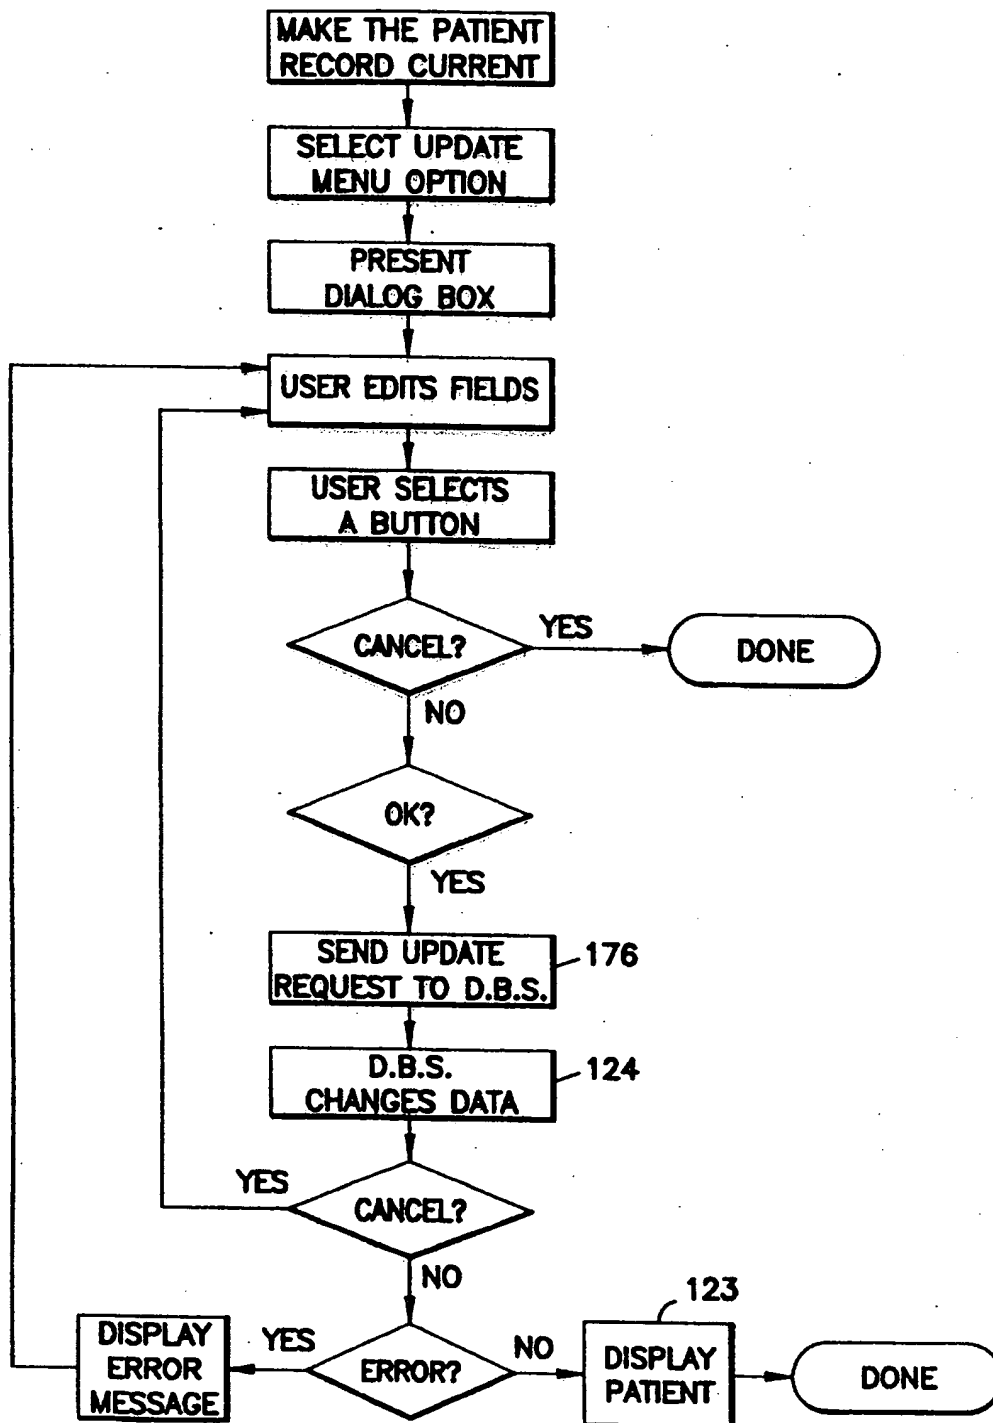 MAKE THE PATIENT
RECORD CURRENT
SELECT UPDATE
MENU OPTION
PRESENT
DIALOG BOX
USER EDITS FIELDS
USER SELECTS
A BUTTON
CANCEL?
YES
DONE
NO
OK?
YES
SEND UPDATE
REQUEST TO D.B.S.
176
D.B.S.
CHANGES DATA
124
YES
CANCEL?
NO
DISPLAY
ERROR
MESSAGE
YES
ERROR?
NO
123
DISPLAY
PATIENT
DONE